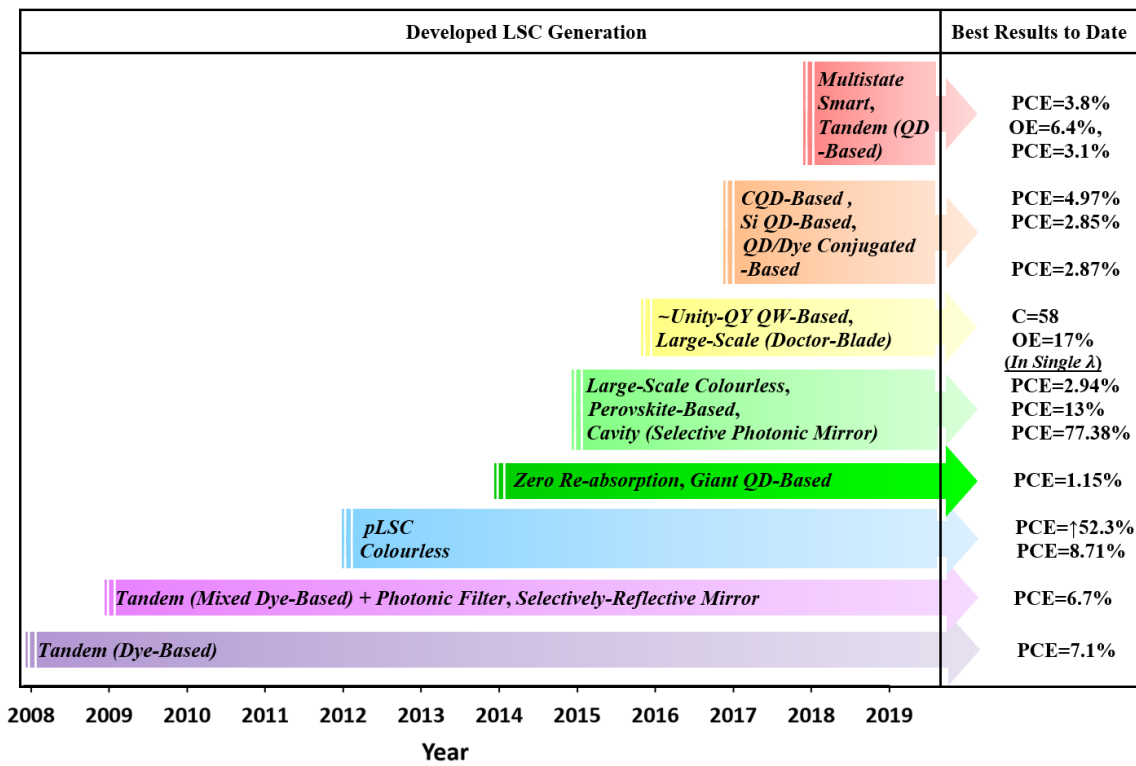 Developed LSC Generation
Best Results to Date
Multistate
Smart,
Tandem (QD
-Based)
PCE=3.8%
OE=6.4%,
PCE=3.1%
CQD-Based ,
Si QD-Based,
QD/Dye Conjugated
-Based
PCE=4.97%
PCE=2.85%
PCE=2.87%
~Unity-QY QW-Based,
Large-Scale (Doctor-Blade)
C=58
OE=17%
(In Single λ)
Large-Scale Colourless,
Perovskite-Based,
Cavity (Selective Photonic Mirror)
PCE=2.94%
PCE=13%
PCE=77.38%
Zero Re-absorption, Giant QD-Based
PCE=1.15%
pLSC
Colourless
PCE=↑52.3%
PCE=8.71%
Tandem (Mixed Dye-Based) + Photonic Filter, Selectively-Reflective Mirror
PCE=6.7%
Tandem (Dye-Based)
PCE=7.1%
2008 2009 2010 2011 2012 2013 2014 2015 2016 2017 2018 2019
Year